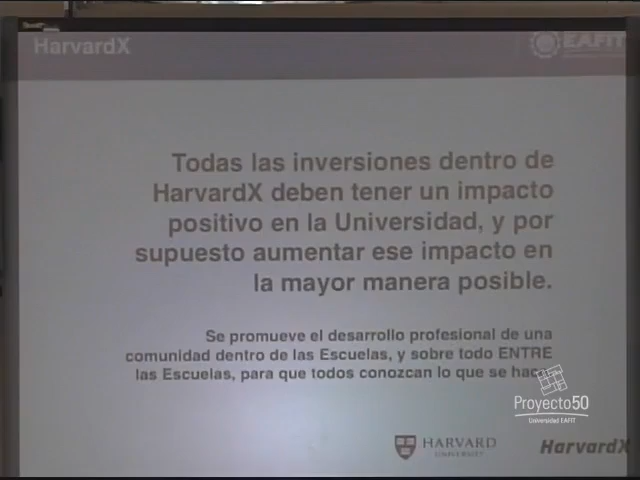 HarvardX
EAFIT
Todas las inversiones dentro de
HarvardX deben tener un impacto
positivo en la Universidad, y por
supuesto aumentar ese impacto en
la mayor manera posible.
Se promueve el desarrollo profesional de una
comunidad dentro de las Escuelas, y sobre todo ENTRE
las Escuelas, para que todos conozcan lo que se
Proyecto50
Universidad EAFIT
HARVARD
UNIVERSITY
HarvardX